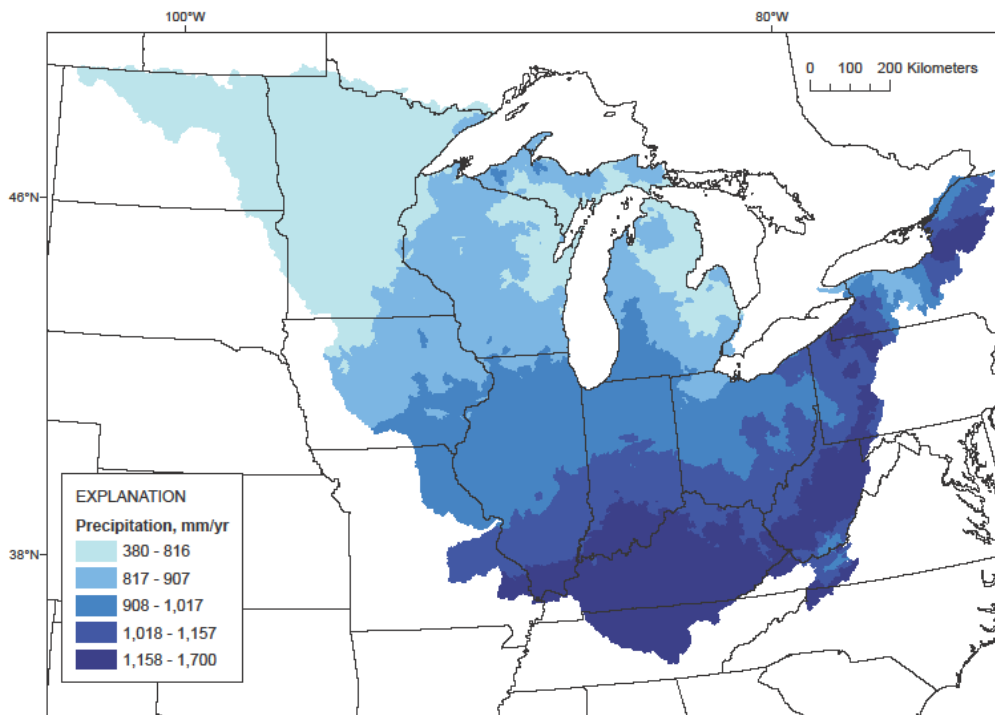 100°W
80°W
0 100 200 Kilometers
46°N
38°N
EXPLANATION
Precipitation, mm/yr
380 - 816
817 - 907
908 - 1,017
1,018 - 1,157
1,158 - 1,700